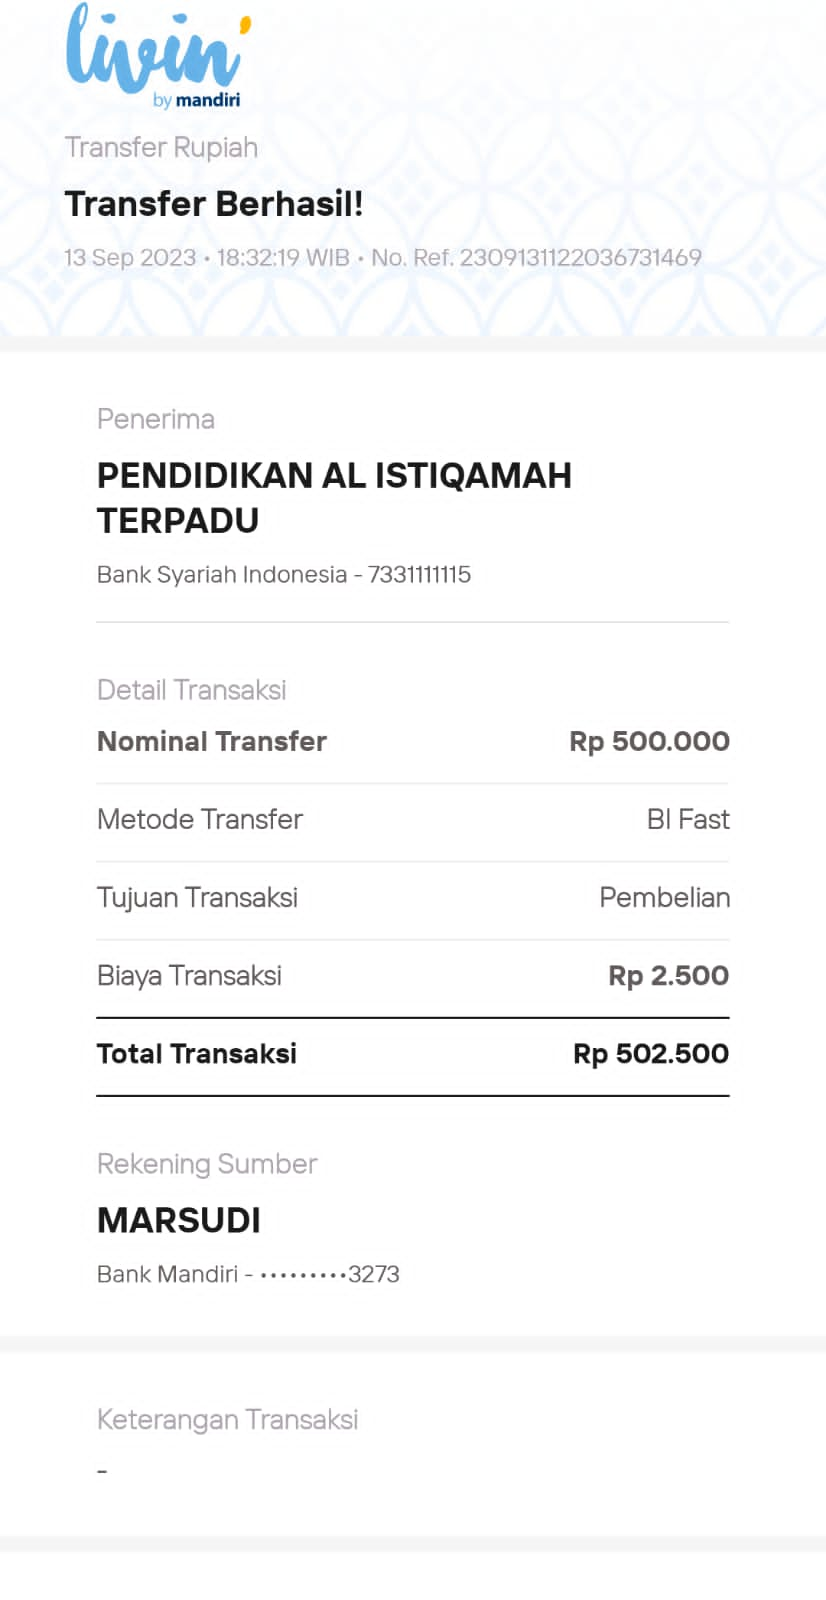 livin'
by mandiri
Transfer Rupiah
Transfer Berhasil!
13 Sep 2023 • 18:32:19 WIB • No. Ref. 2309131122036731469
Penerima
PENDIDIKAN AL ISTIQAMAH
TERPADU
Bank Syariah Indonesia - 7331111115
Detail Transaksi
Nominal Transfer Rp 500.000
Metode Transfer BI Fast
Tujuan Transaksi Pembelian
Biaya Transaksi Rp 2.500
Total Transaksi Rp 502.500
Rekening Sumber
MARSUDI
Bank Mandiri - •••••••••3273
Keterangan Transaksi
-